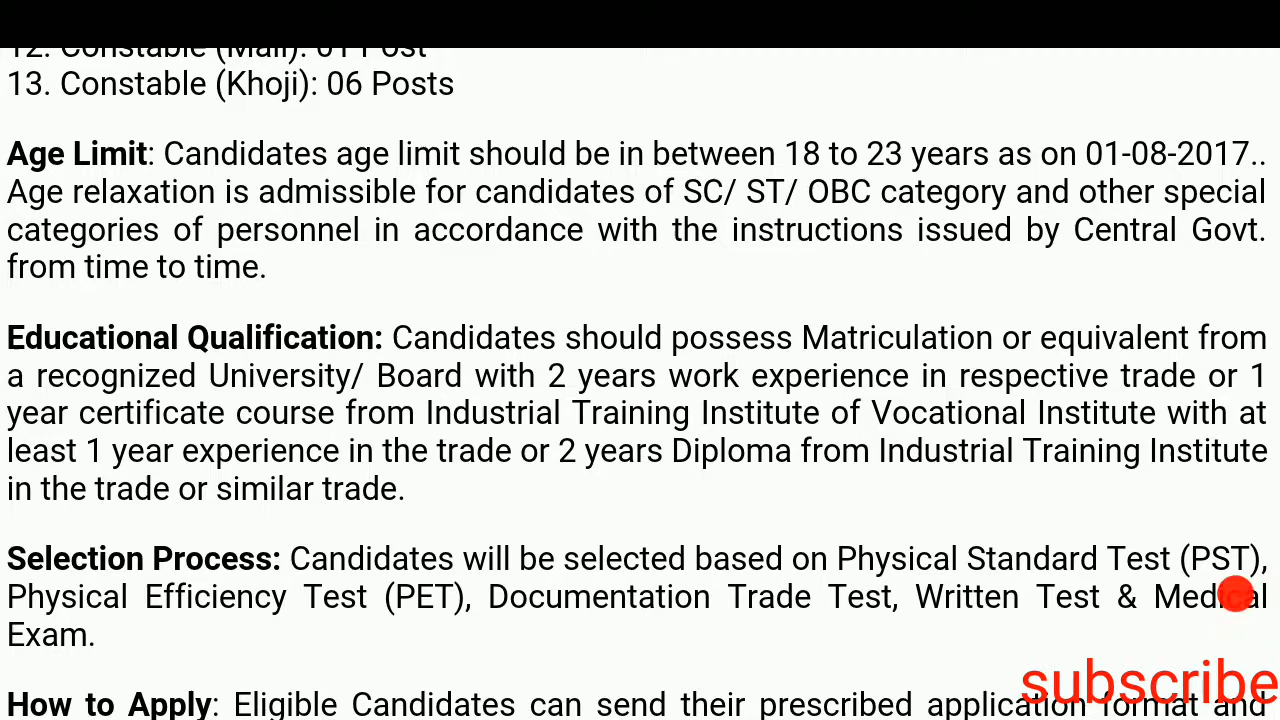 12. Constable (Mali): 01 Post
13. Constable (Khoji): 06 Posts
Age Limit: Candidates age limit should be in between 18 to 23 years as on 01-08-2017..
Age relaxation is admissible for candidates of SC/ ST/ OBC category and other special
categories of personnel in accordance with the instructions issued by Central Govt.
from time to time.
Educational Qualification: Candidates should possess Matriculation or equivalent from
a recognized University/ Board with 2 years work experience in respective trade or 1
year certificate course from Industrial Training Institute of Vocational Institute with at
least 1 year experience in the trade or 2 years Diploma from Industrial Training Institute
in the trade or similar trade.
Selection Process: Candidates will be selected based on Physical Standard Test (PST),
Physical Efficiency Test (PET), Documentation Trade Test, Written Test & Medical
Exam.
How to Apply: Eligible Candidates can send their prescribed application format and
subscribe